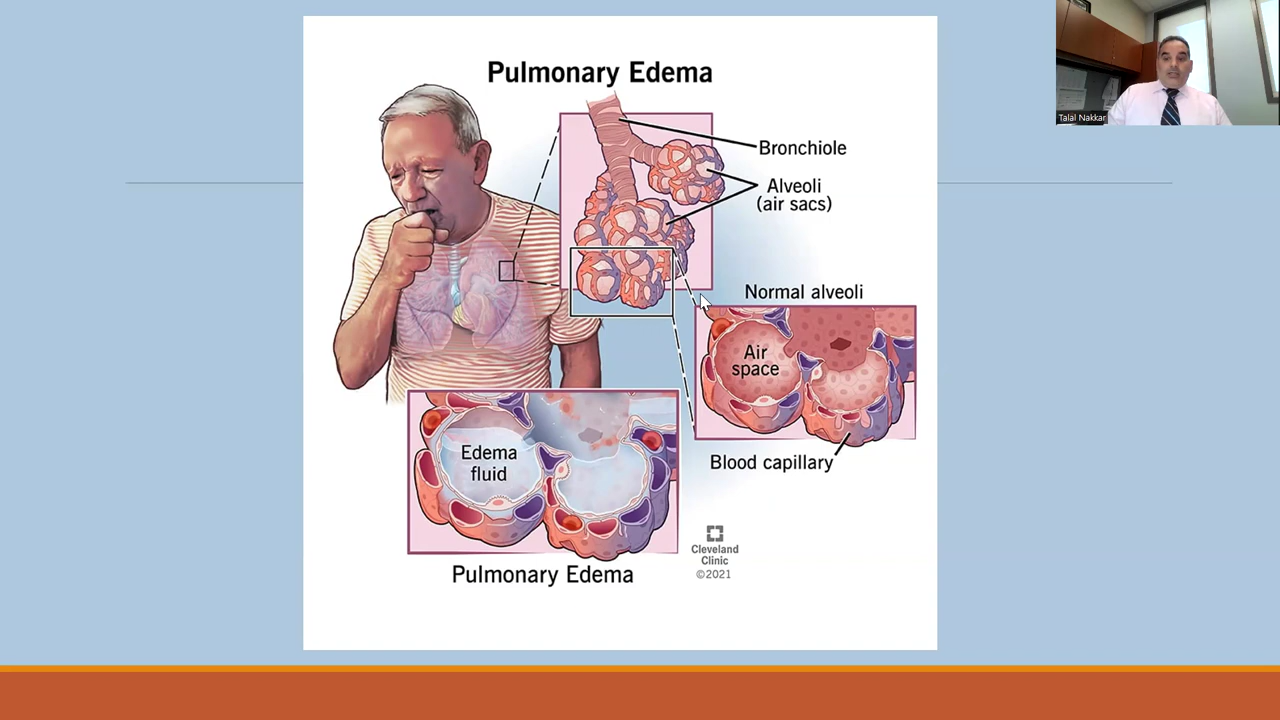 Pulmonary Edema
Bronchiole
Alveoli
(air sacs)
Normal alveoli
Air
space
Blood capillary
Edema
fluid
Pulmonary Edema
Cleveland
Clinic
©2021
Talal Nakkar